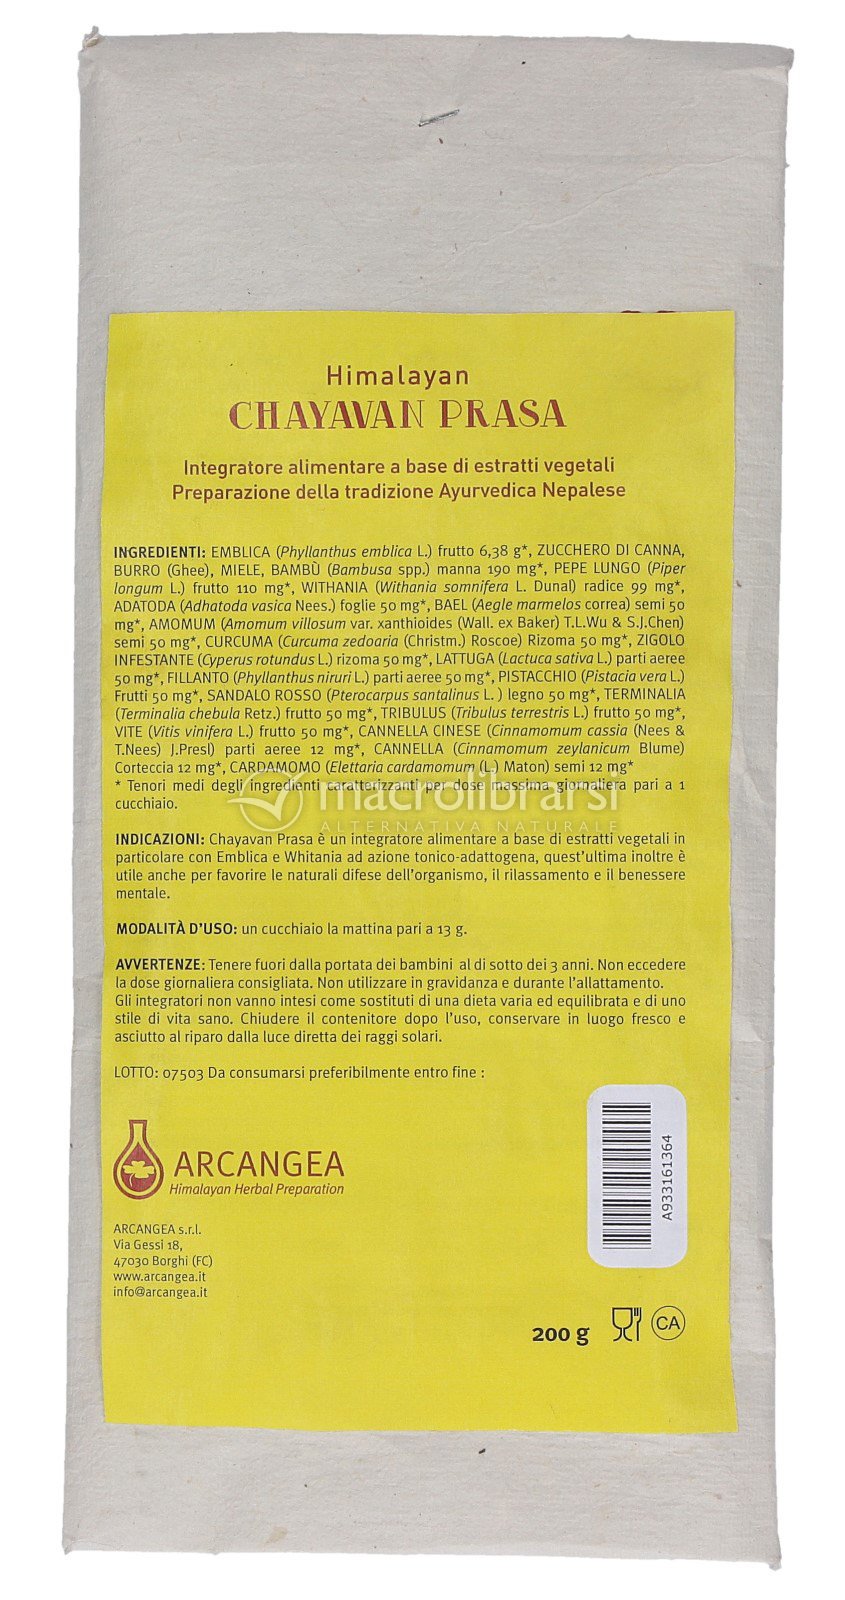 Himalayan
CHAYAVAN PRASA
Integratore alimentare a base di estratti vegetali
Preparazione della tradizione Ayurvedica Nepalese
INGREDIENTI: EMBLICA (Phyllanthus emblica L.) frutto 6,38 g*, ZUCCHERO DI CANNA,
BURRO (Ghee), MIELE, BAMBÙ (Bambusa spp.) manna 190 mg*, PEPE LUNGO (Piper
longum L.) frutto 110 mg*, WITHANIA (Withania somnifera L. Dunal) radice 99 mg*,
ADATODA (Adhatoda vasica Nees.) foglie 50 mg*, BAEL (Aegle marmelos correa) semi 50
mg*, AMOMUM (Amomum villosum var. xanthioides (Wall. ex Baker) T.L.Wu & S.J.Chen)
semi 50 mg*, CURCUMA (Curcuma zedoaria (Christm.) Roscoe) Rizoma 50 mg*, ZIGOLO
INFESTANTE (Cyperus rotundus L.) rizoma 50 mg*, LATTUGA (Lactuca sativa L.) parti aeree
50 mg*, FILLANTO (Phyllanthus niruri L.) parti aeree 50 mg*, PISTACCHIO (Pistacia vera L.)
Frutti 50 mg*, SANDALO ROSSO (Pterocarpus santalinus L. ) legno 50 mg*, TERMINALIA
(Terminalia chebula Retz.) frutto 50 mg*, TRIBULUS (Tribulus terrestris L.) frutto 50 mg*,
VITE (Vitis vinifera L.) frutto 50 mg*, CANNELLA CINESE (Cinnamomum cassia (Nees &
T.Nees) J.Presl) parti aeree 12 mg*, CANNELLA (Cinnamomum zeylanicum Blume)
Corteccia 12 mg*, CARDAMOMO (Elettaria cardamomum (L.) Maton) semi 12 mg*
* Tenori medi degli ingredienti caratterizzanti per dose massima giornaliera pari a 1
cucchiaio.
macrolibrarsi
ALTERNATIVA NATURALE
INDICAZIONI: Chayavan Prasa è un integratore alimentare a base di estratti vegetali in
particolare con Emblica e Whitania ad azione tonico-adattogena, quest'ultima inoltre è
utile anche per favorire le naturali difese dell'organismo, il rilassamento e il benessere
mentale.
MODALITÀ D'USO: un cucchiaio la mattina pari a 13 g.
AVVERTENZE: Tenere fuori dalla portata dei bambini al di sotto dei 3 anni. Non eccedere
la dose giornaliera consigliata. Non utilizzare in gravidanza e durante l'allattamento.
Gli integratori non vanno intesi come sostituti di una dieta varia ed equilibrata e di uno
stile di vita sano. Chiudere il contenitore dopo l'uso, conservare in luogo fresco e
asciutto al riparo dalla luce diretta dei raggi solari.
LOTTO: 07503 Da consumarsi preferibilmente entro fine :
ARCANGEA
Himalayan Herbal Preparation
ARCANGEA s.r.l.
Via Gessi 18,
47030 Borghi (FC)
www.arcangea.it
info@arcangea.it
A933161364
200 g
CA